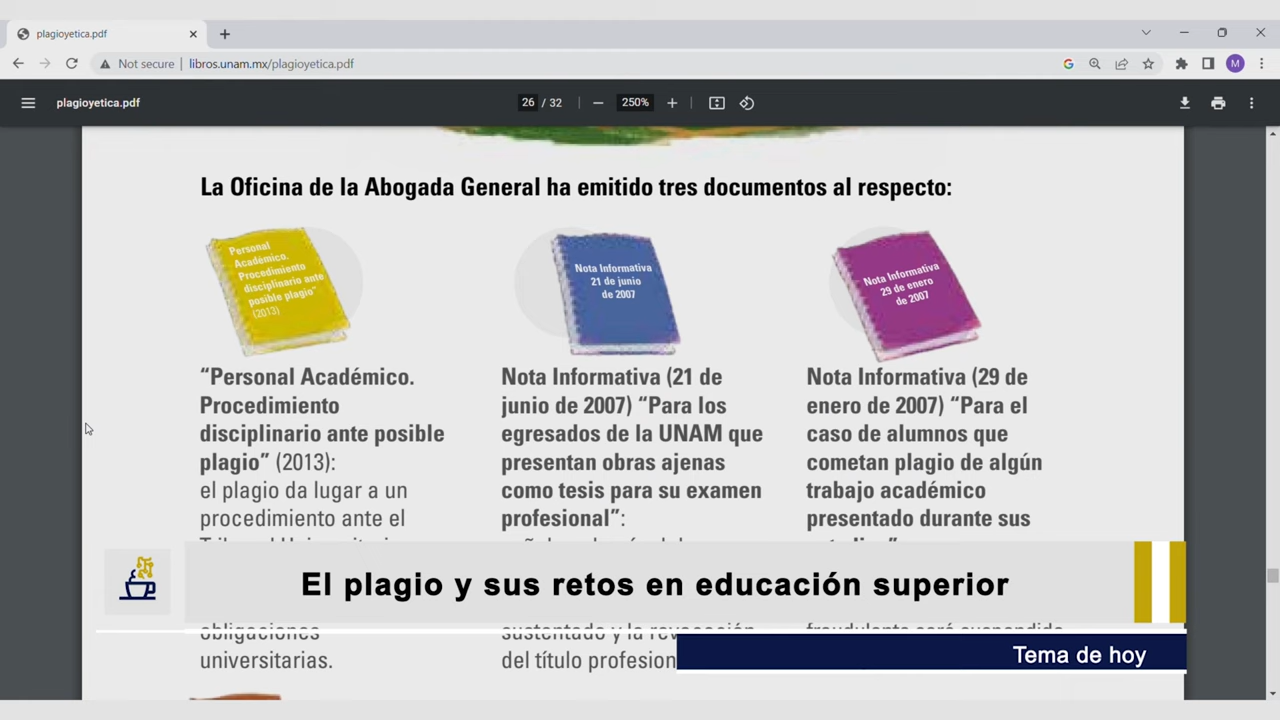 plagioyetica.pdf
Not secure
libros.unam.mx/plagioyetica.pdf
M
plagioyetica.pdf
26 / 32
250%
La Oficina de la Abogada General ha emitido tres documentos al respecto:
Personal
Académico.
Procedimiento
disciplinario ante
posible plagio”
(2013)
Nota Informativa
21 de junio
de 2007
Nota Informativa
29 de enero
de 2007
“Personal Académico.
Procedimiento
disciplinario ante posible
plagio” (2013):
el plagio da lugar a un
procedimiento ante el
obligaciones
universitarias.
Nota Informativa (21 de
junio de 2007) “Para los
egresados de la UNAM que
presentan obras ajenas
como tesis para su examen
profesional”:
sustentado y la
del título
Nota Informativa (29 de
enero de 2007) “Para el
caso de alumnos que
cometan plagio de algún
trabajo académico
presentado durante sus
El plagio y sus retos en educación superior
Tema de hoy